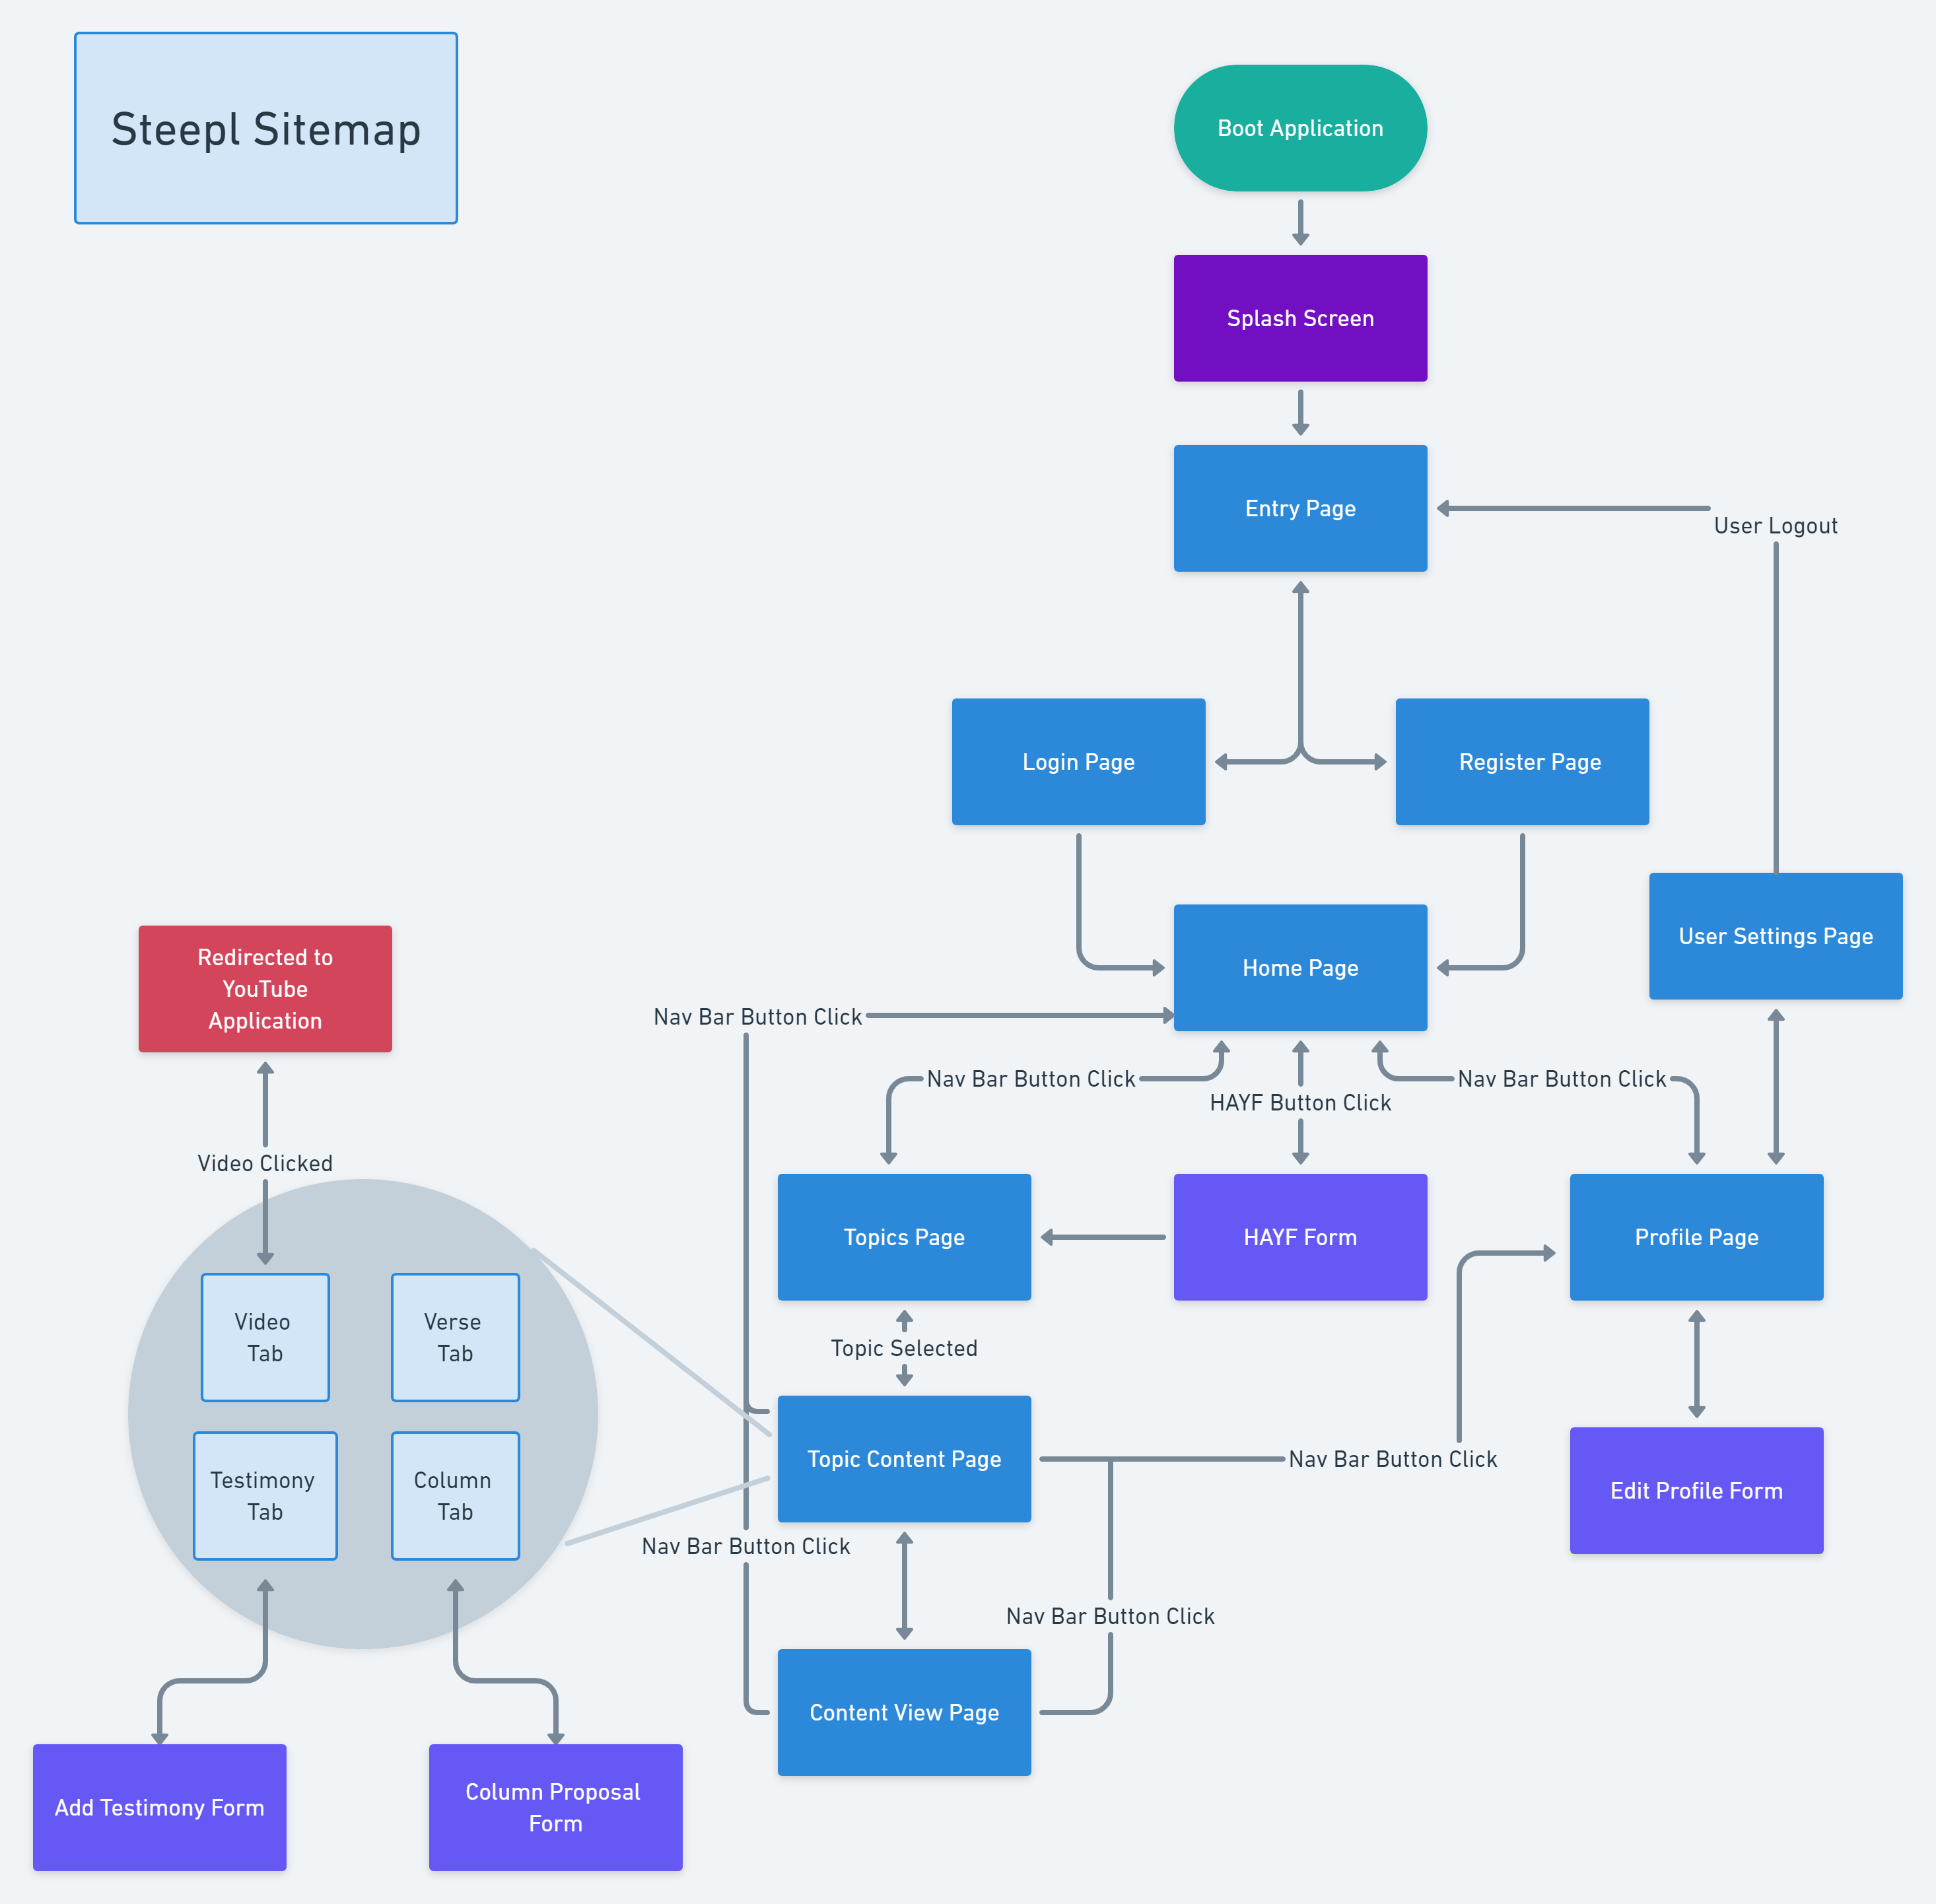 Steepl Sitemap
Boot Application
Splash Screen
Entry Page
User Logout
Login Page
Register Page
User Settings Page
Home Page
Redirected to
YouTube
Application
Nav Bar Button Click
Nav Bar Button Click
HAYF Button Click
Nav Bar Button Click
Video Clicked
Topics Page
HAYF Form
Profile Page
Video
Tab
Verse
Tab
Topic Selected
Testimony
Tab
Column
Tab
Topic Content Page
Nav Bar Button Click
Edit Profile Form
Nav Bar Button Click
Nav Bar Button Click
Content View Page
Add Testimony Form
Column Proposal
Form